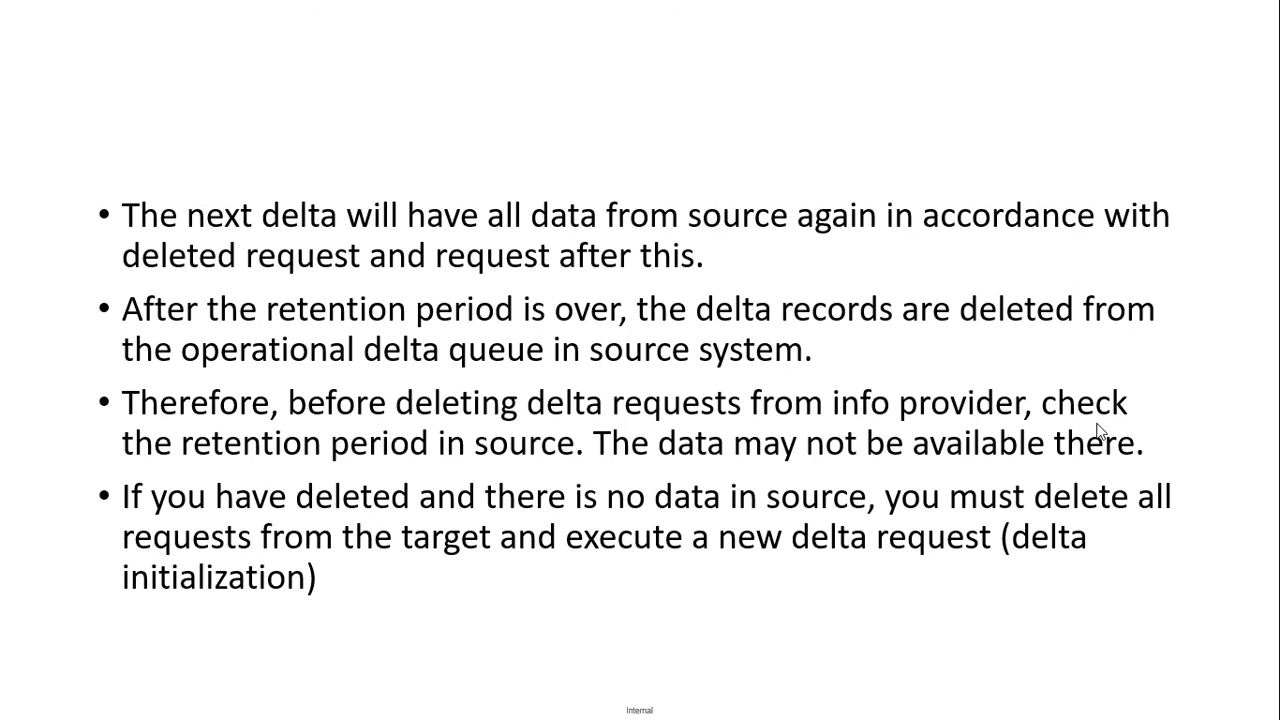 • The next delta will have all data from source again in accordance with
deleted request and request after this.
• After the retention period is over, the delta records are deleted from
the operational delta queue in source system.
• Therefore, before deleting delta requests from info provider, check
the retention period in source. The data may not be available there.
• If you have deleted and there is no data in source, you must delete all
requests from the target and execute a new delta request (delta
initialization)
Internal